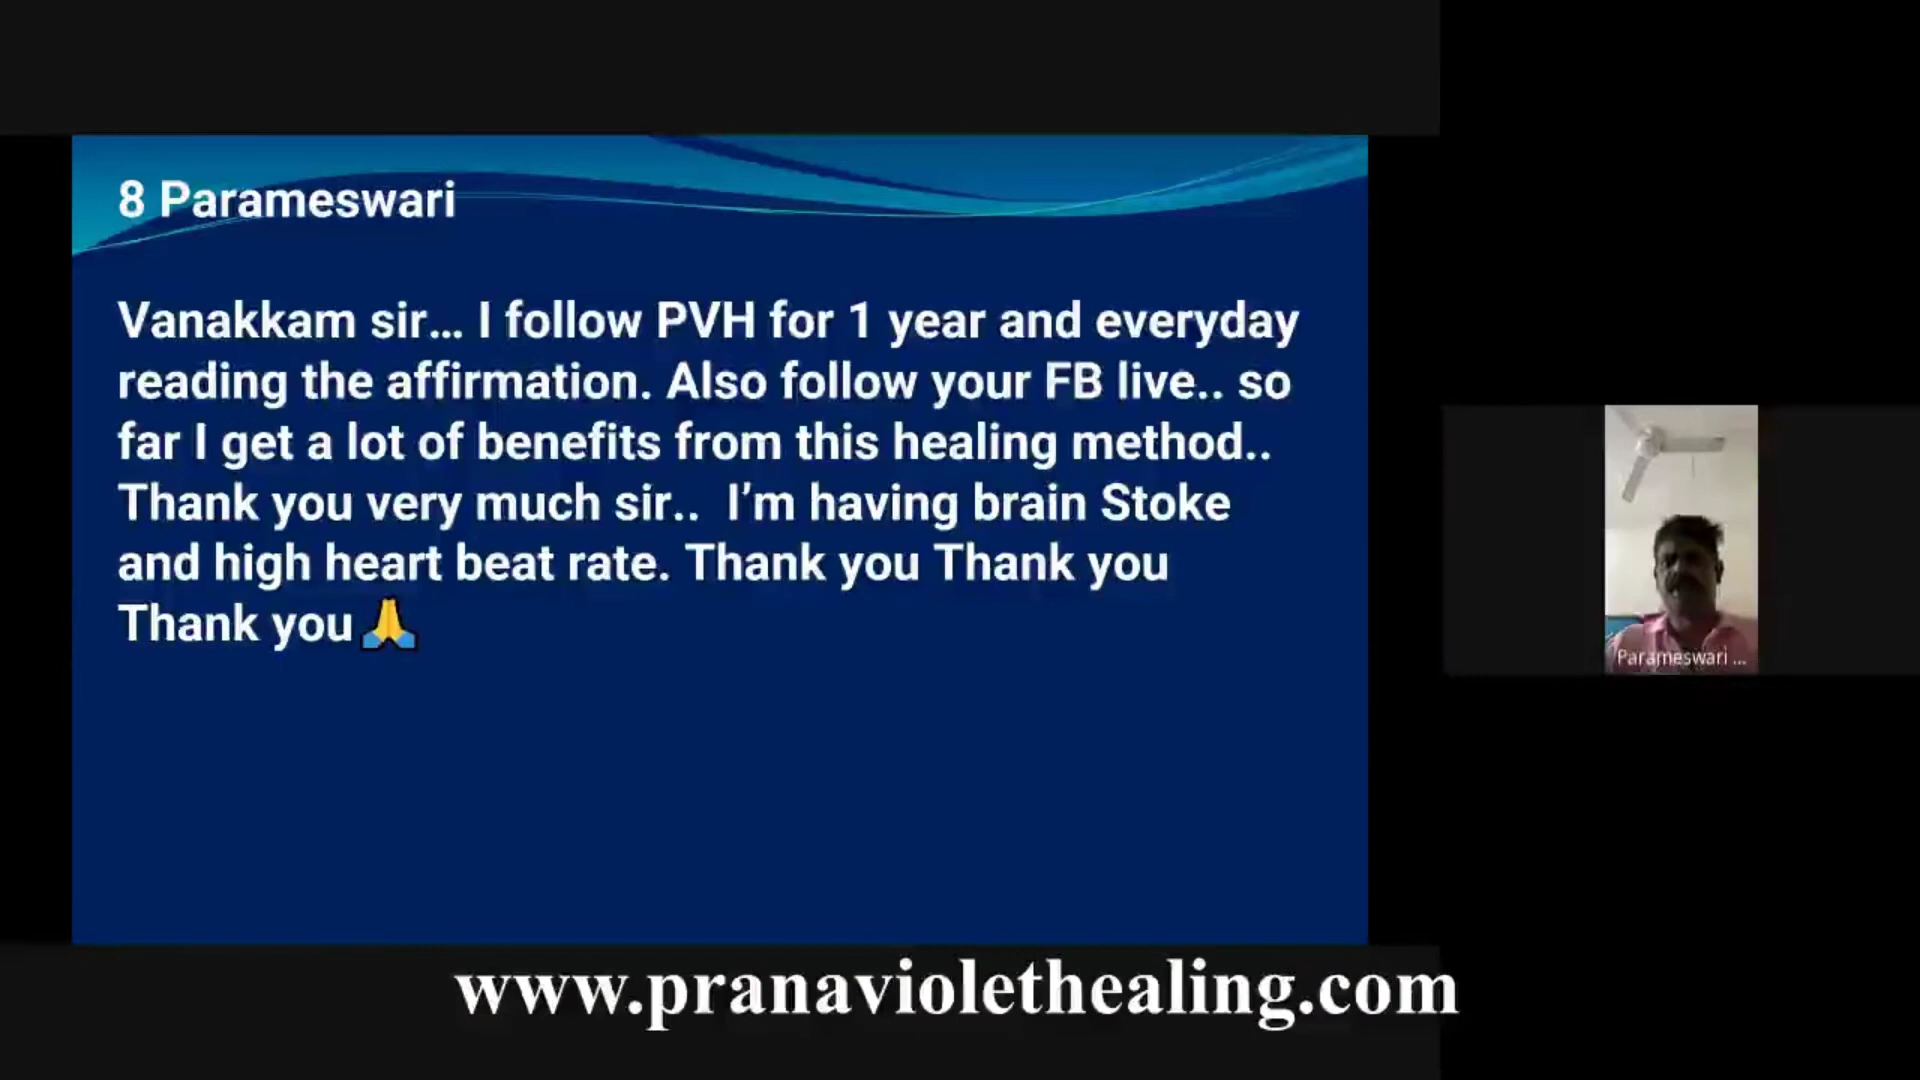 8 Parameswari
Vanakkam sir... I follow PVH for 1 year and everyday
reading the affirmation. Also follow your FB live.. so
far I get a lot of benefits from this healing method..
Thank you very much sir..  I’m having brain Stoke
and high heart beat rate. Thank you Thank you
Thank you🙏
Parameswari ...
www.pranaviolethealing.com